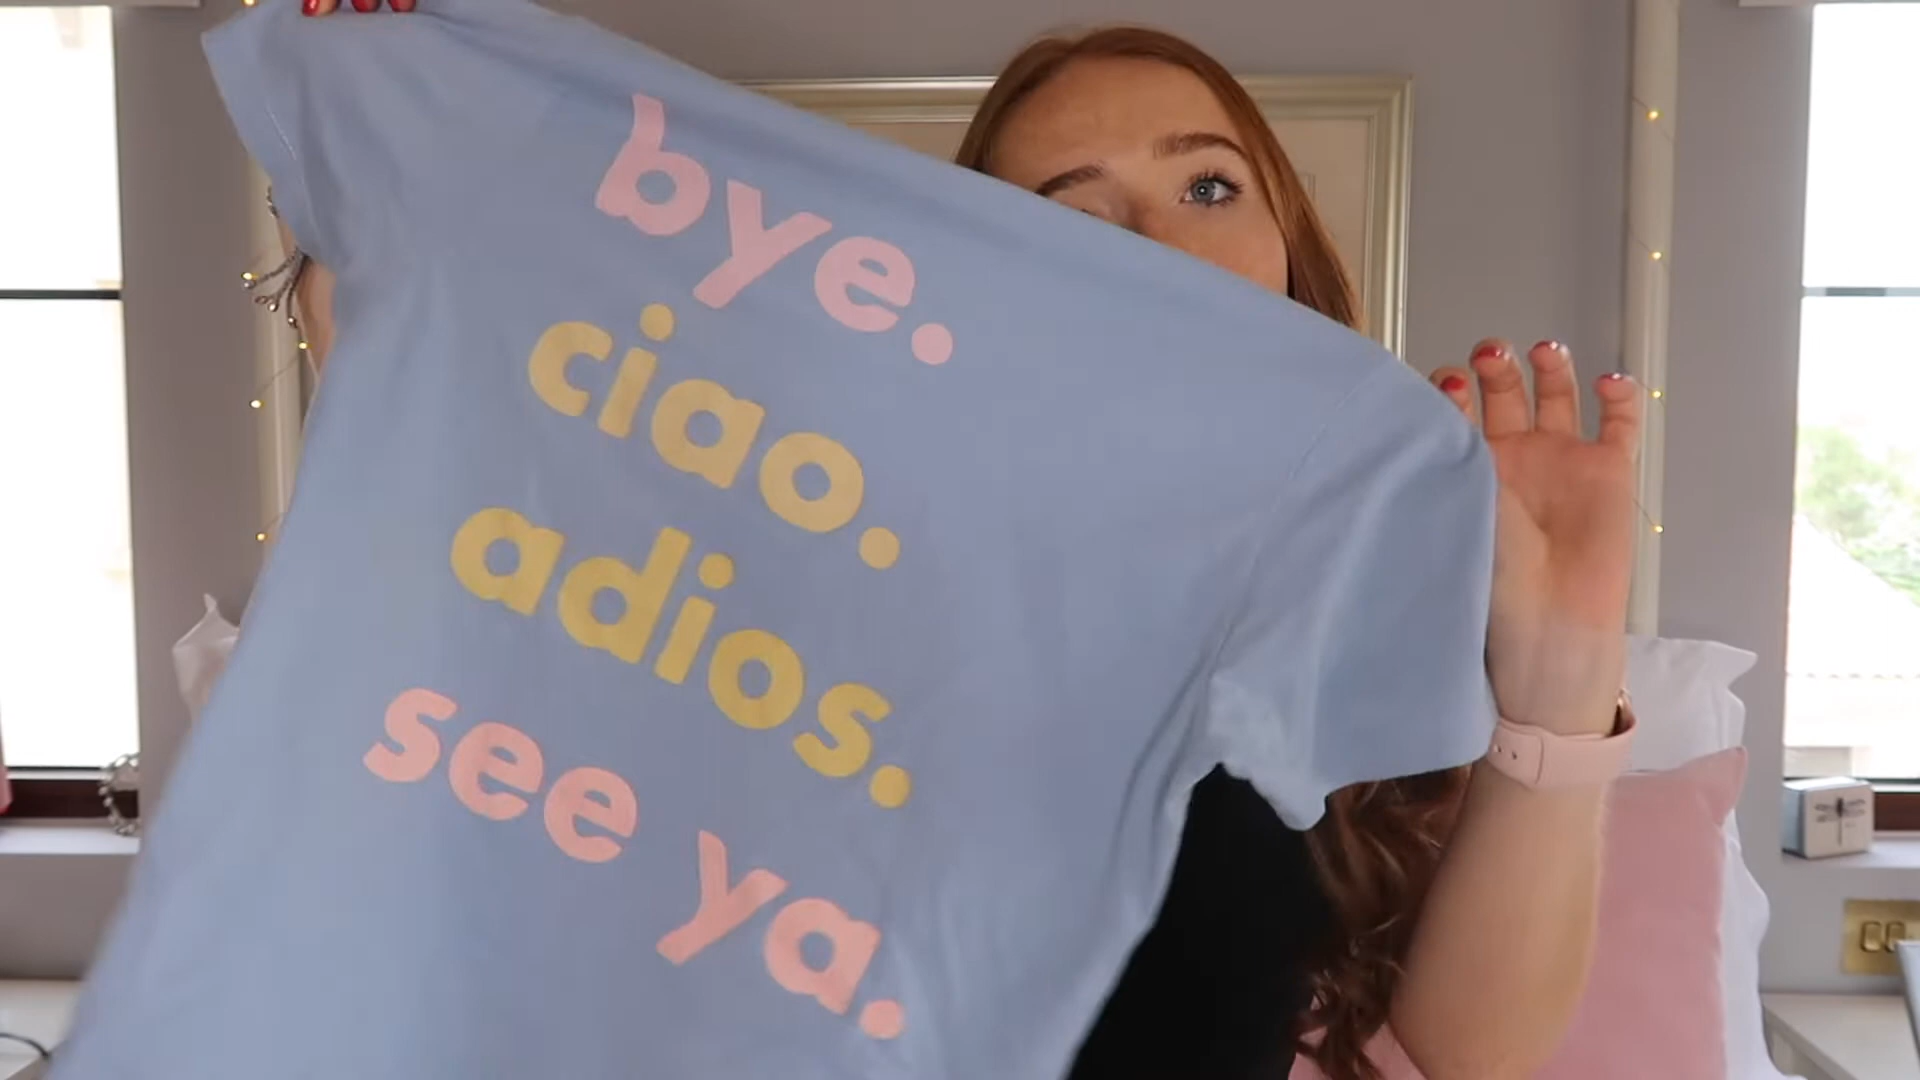 bye.
ciao.
adios.
see ya.